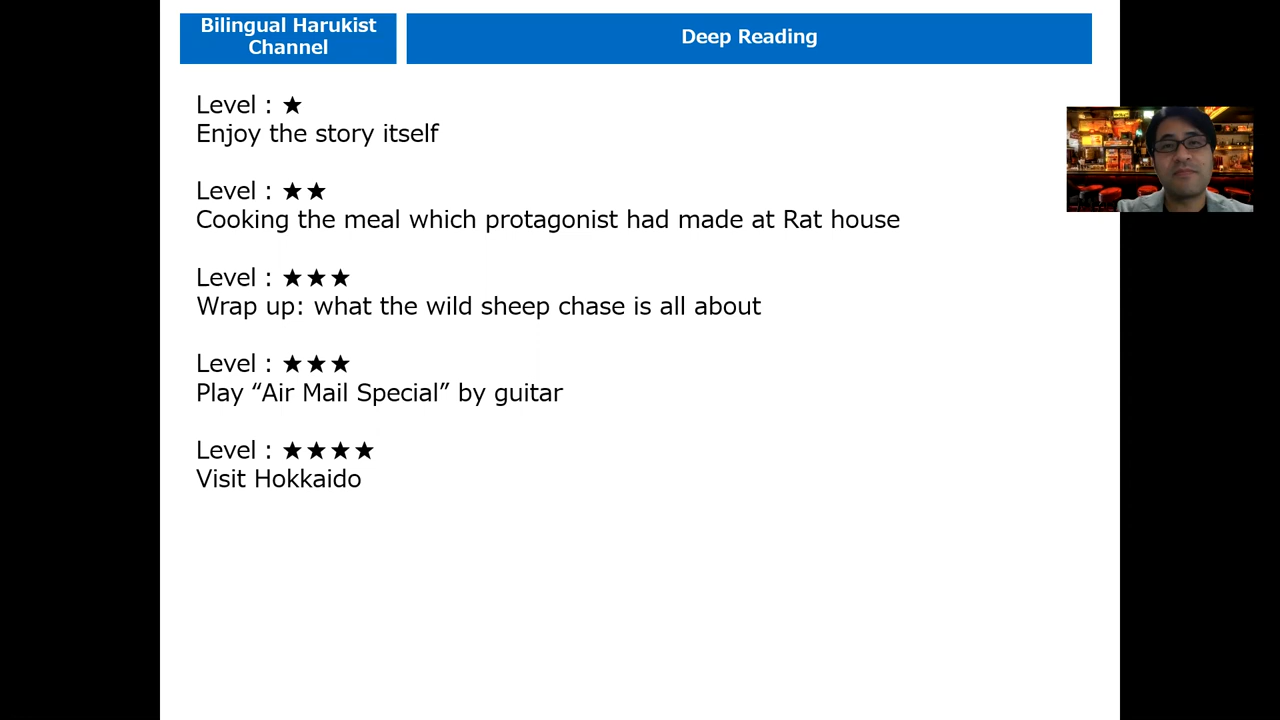 Bilingual Harukist
Channel
Deep Reading
Level : ★
Enjoy the story itself
Level : ★★
Cooking the meal which protagonist had made at Rat house
Level : ★★★
Wrap up: what the wild sheep chase is all about
Level : ★★★
Play “Air Mail Special” by guitar
Level : ★★★★
Visit Hokkaido